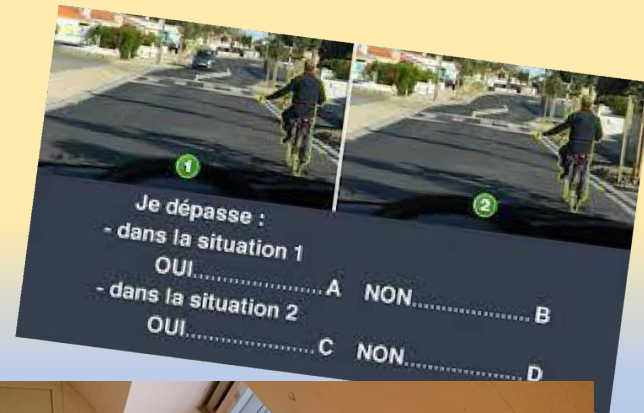 1
2
Je dépasse :
- dans la situation 1
OUI..................... A NON................... B
- dans la situation 2
OUI..................... C NON................... D